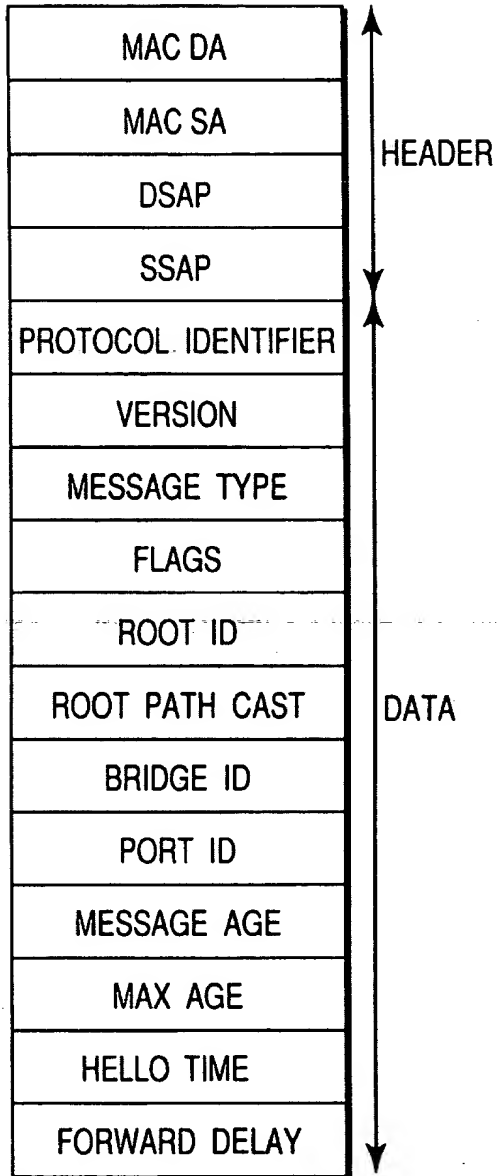 MAC DA
MAC SA
HEADER
DSAP
SSAP
PROTOCOL IDENTIFIER
VERSION
MESSAGE TYPE
FLAGS
ROOT ID
ROOT PATH CAST
DATA
BRIDGE ID
PORT ID
MESSAGE AGE
MAX AGE
HELLO TIME
FORWARD DELAY